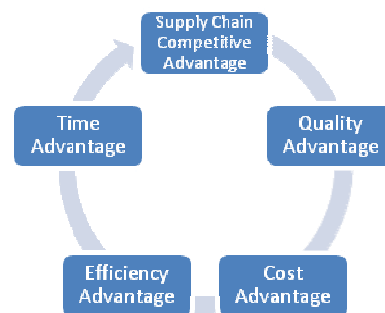 Supply Chain
Competitive
Advantage
Quality
Advantage
Cost
Advantage
Efficiency
Advantage
Time
Advantage